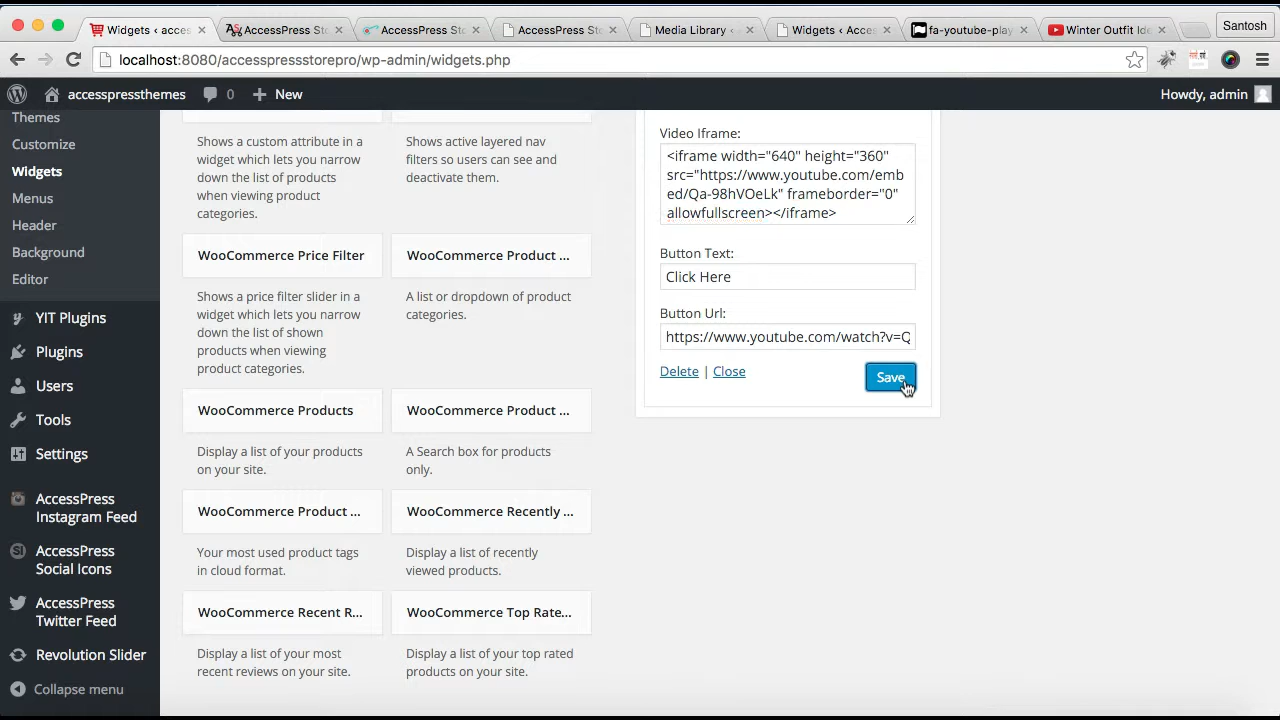 Widgets ‹ acces
AccessPress Sto
AccessPress Sto
AccessPress Sto
Media Library ‹
Widgets ‹ Acce
fa-youtube-play
Winter Outfit Ide
Santosh
localhost:8080/accesspressstorepro/wp-admin/widgets.php
accesspressthemes
0
New
Howdy, admin
Themes
Customize
Widgets
Menus
Header
Background
Editor
YIT Plugins
Plugins
Users
Tools
Settings
AccessPress
Instagram Feed
AccessPress
Social Icons
AccessPress
Twitter Feed
Revolution Slider
Collapse menu
Shows a custom attribute in a
widget which lets you narrow
down the list of products
when viewing product
categories.
Shows active layered nav
filters so users can see and
deactivate them.
WooCommerce Price Filter
WooCommerce Product ...
Shows a price filter slider in a
widget which lets you narrow
down the list of shown
products when viewing
product categories.
A list or dropdown of product
categories.
WooCommerce Products
WooCommerce Product ...
Display a list of your products
on your site.
A Search box for products
only.
WooCommerce Product ...
WooCommerce Recently ...
Your most used product tags
in cloud format.
Display a list of recently
viewed products.
WooCommerce Recent R...
WooCommerce Top Rate...
Display a list of your most
recent reviews on your site.
Display a list of your top rated
products on your site.
Video Iframe:
<iframe width="640" height="360"
src="https://www.youtube.com/emb
ed/Qa-98hVOeLk" frameborder="0"
allowfullscreen></iframe>
Button Text:
Click Here
Button Url:
https://www.youtube.com/watch?v=Q
Delete | Close
Save